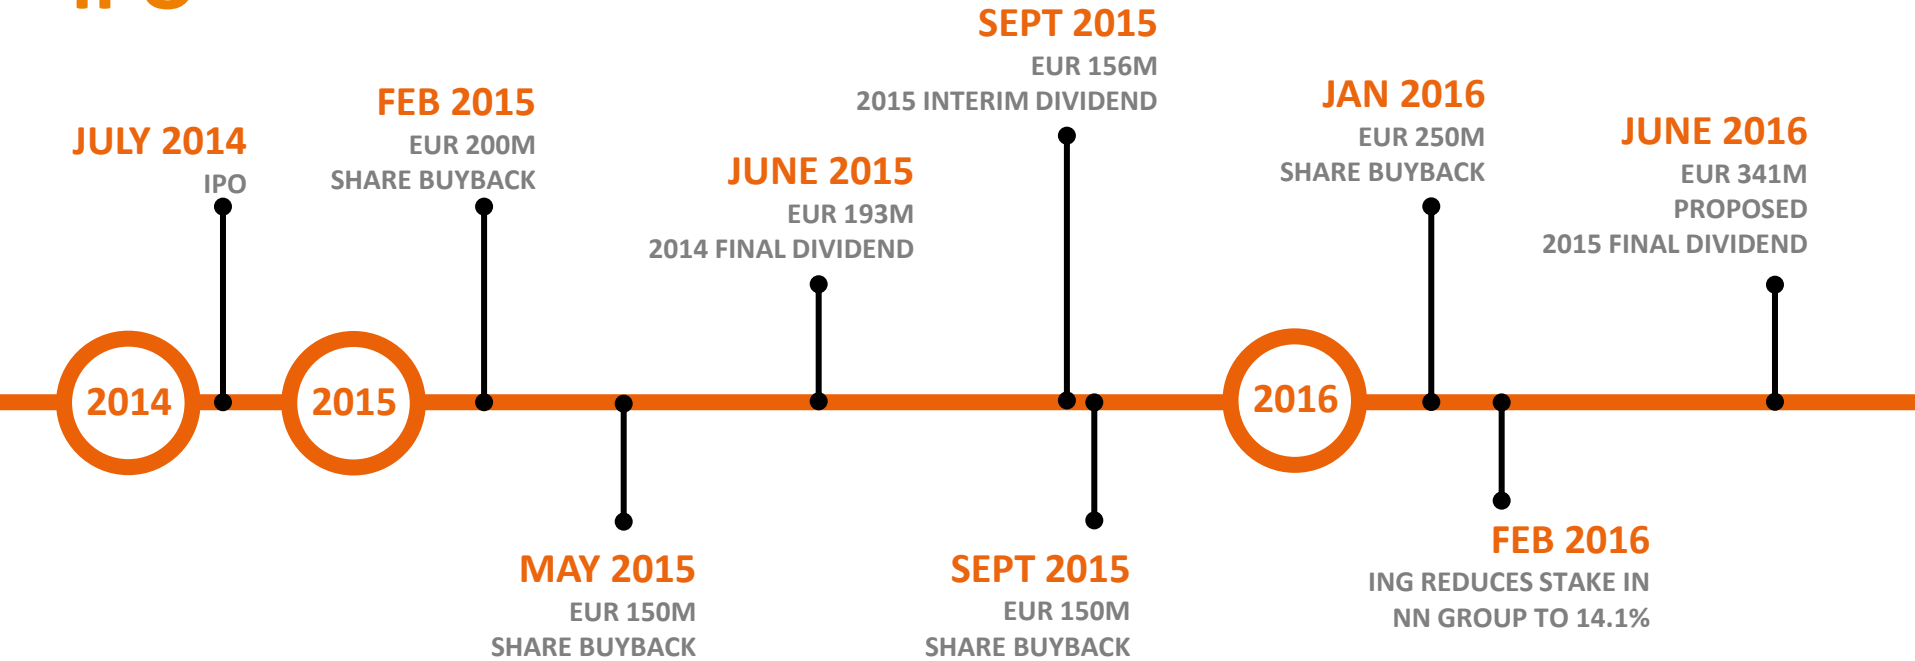 JULY 2014
IPO
FEB 2015
EUR 200M
SHARE BUYBACK
JUNE 2015
EUR 193M
2014 FINAL DIVIDEND
SEPT 2015
EUR 156M
2015 INTERIM DIVIDEND
JAN 2016
EUR 250M
SHARE BUYBACK
JUNE 2016
EUR 341M
PROPOSED
2015 FINAL DIVIDEND
2014
2015
2016
MAY 2015
EUR 150M
SHARE BUYBACK
SEPT 2015
EUR 150M
SHARE BUYBACK
FEB 2016
ING REDUCES STAKE IN
NN GROUP TO 14.1%